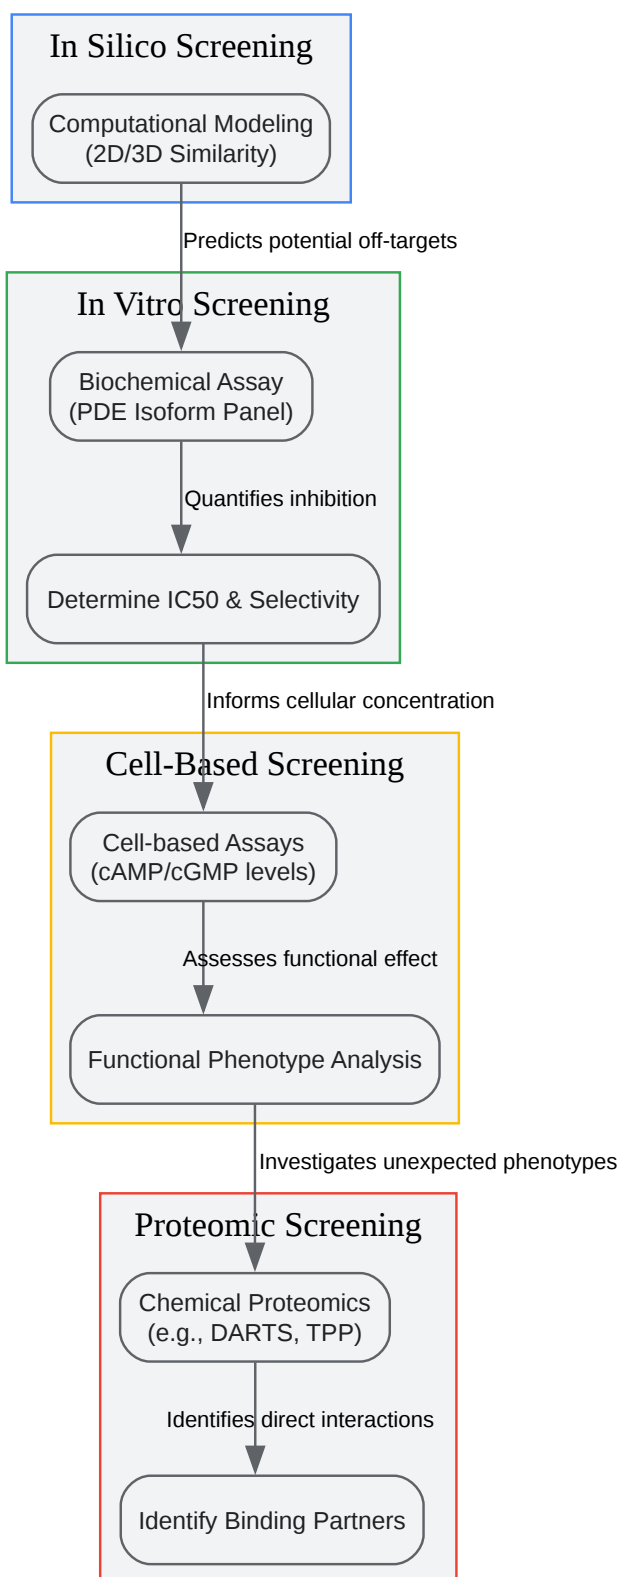 In Silico Screening
Computational Modeling
(2D/3D Similarity)
Predicts potential off-targets
In Vitro Screening
Biochemical Assay
(PDE Isoform Panel)
Quantifies inhibition
Determine IC50 & Selectivity
Informs cellular concentration
Cell-Based Screening
Cell-based Assays
(cAMP/cGMP levels)
Assesses functional effect
Functional Phenotype Analysis
Investigates unexpected phenotypes
Proteomic Screening
Chemical Proteomics
(e.g., DARTS, TPP)
Identifies direct interactions
Identify Binding Partners